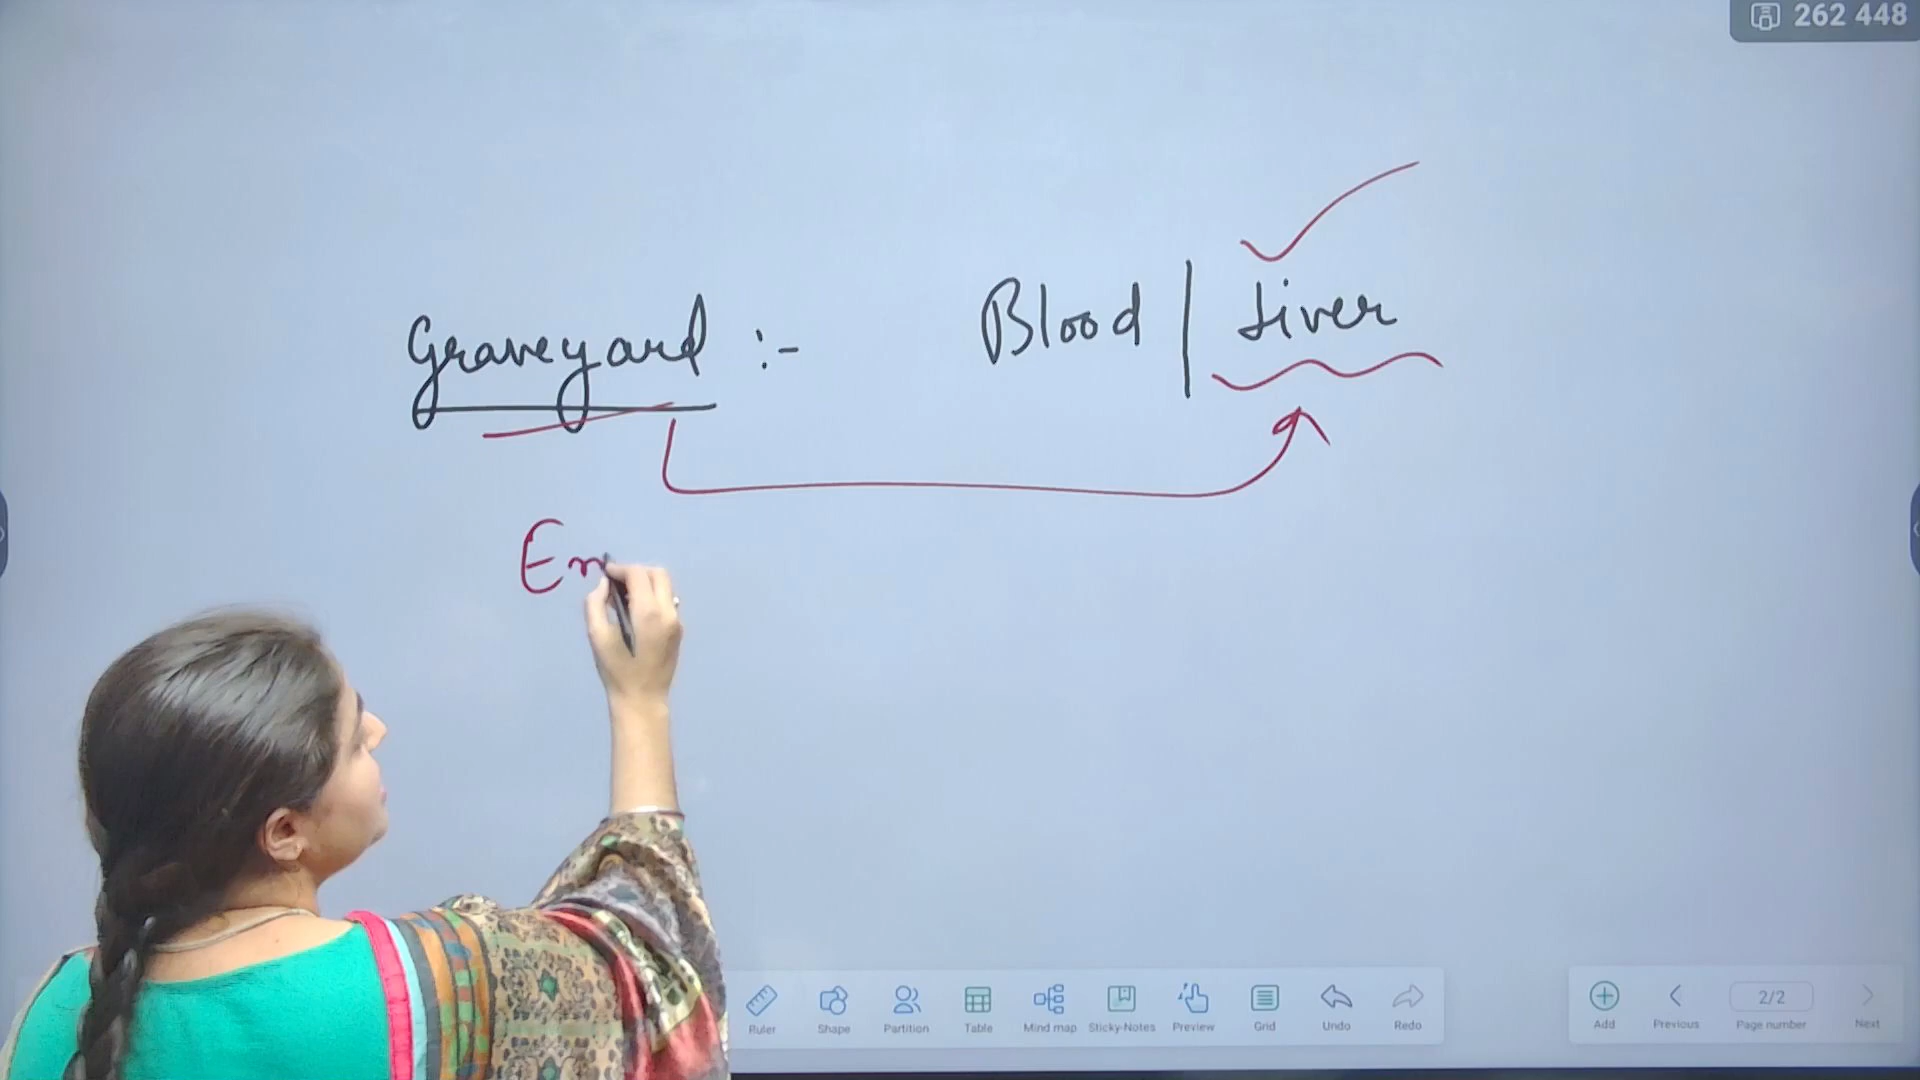 262 448
Graveyard :- Blood | Liver
En
Ruler Shape Partition Table Mind map Sticky-Notes Preview Grid Undo Redo
Add Previous 2/2 Page number Next